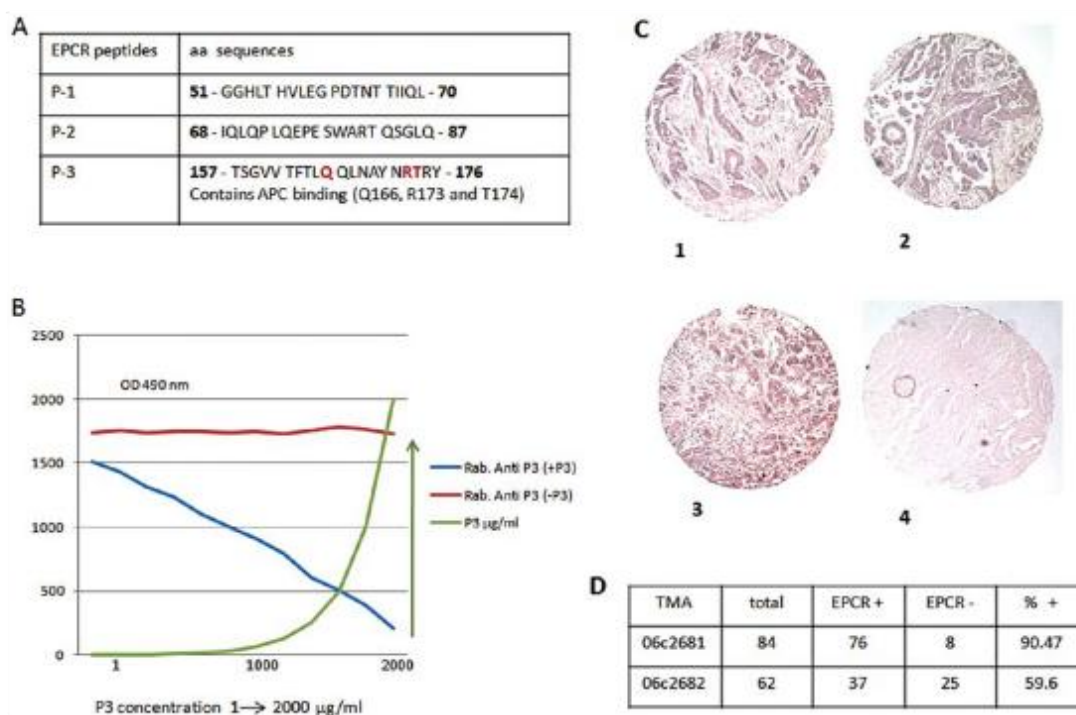 A
EPCR peptides aa sequences
P-1 51 - GGHLT HVLEG PDTNT TIIQL - 70
P-2 68 - IQLQP LQEPE SWART QSGLQ - 87
P-3 157 - TSGVV TFTLQ QLNAY NRTRY - 176
Contains APC binding (Q166, R173 and T174)
B
2500
2000
1500
1000
500
0
OD 490 nm
Rab. Anti P3 (+P3)
Rab. Anti P3 (-P3)
P3 µg/ml
1 1000 2000
P3 concentration 1→ 2000 µg/ml
C
1
2
3
4
D
TMA total EPCR + EPCR - % +
06c2681 84 76 8 90.47
06c2682 62 37 25 59.6